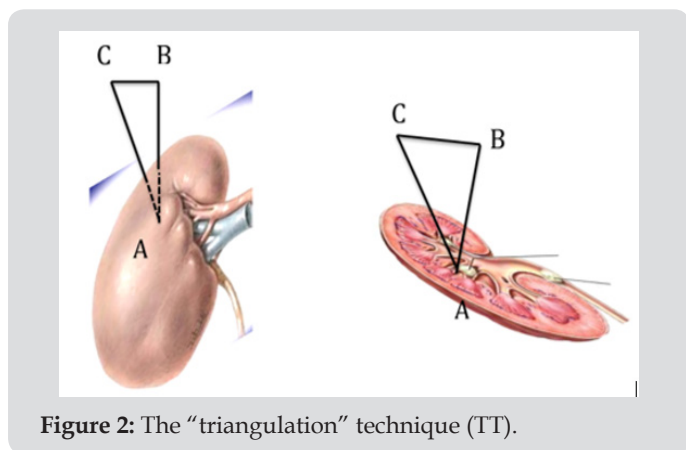 C B
A
C
B
A
Figure 2: The “triangulation” technique (TT).